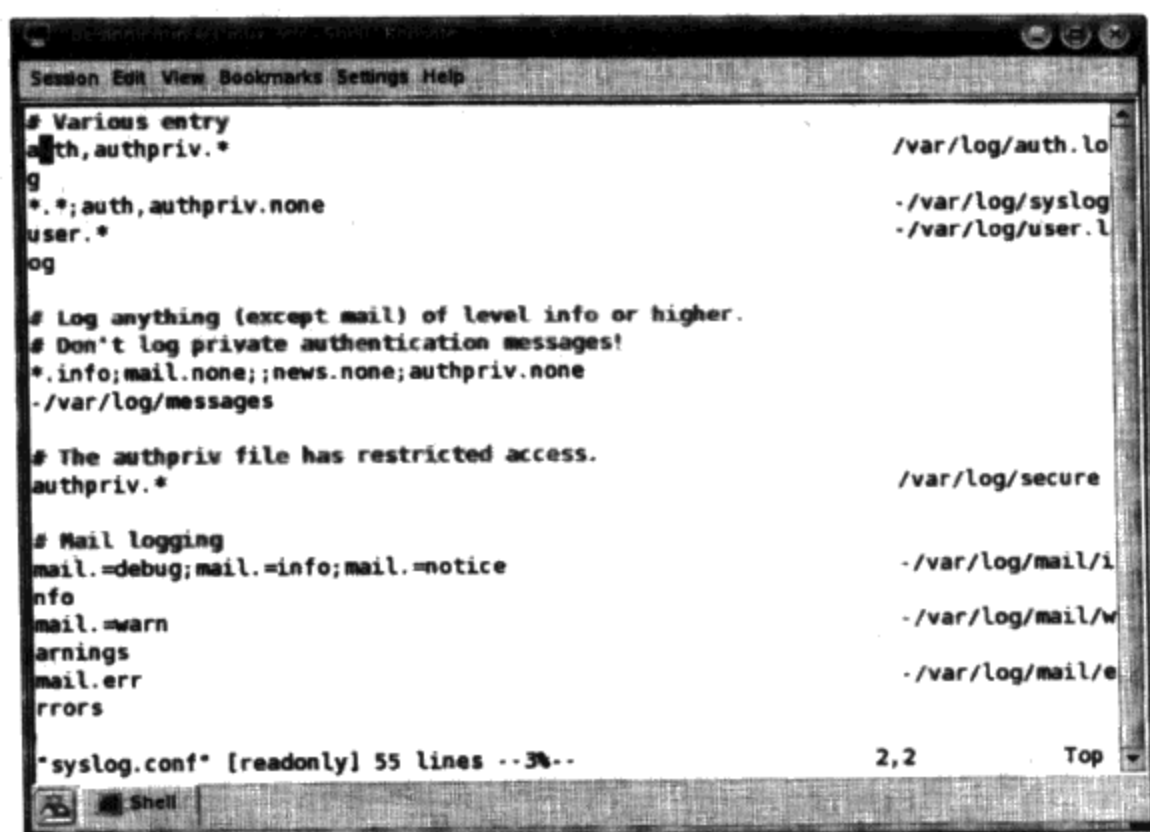 Session Edit View Bookmarks Settings Help
# Various entry
auth,authpriv.* /var/log/auth.lo
g
*.*;auth,authpriv.none -/var/log/syslog
user.* -/var/log/user.l
og
# Log anything (except mail) of level info or higher.
# Don't log private authentication messages!
*.info;mail.none;;news.none;authpriv.none
-/var/log/messages
# The authpriv file has restricted access.
authpriv.* /var/log/secure
# Mail logging
mail.=debug;mail.=info;mail.=notice -/var/log/mail/i
nfo
mail.=warn -/var/log/mail/w
arnings
mail.err -/var/log/mail/e
rrors
"syslog.conf" [readonly] 55 lines --3%-- 2,2 Top
Shell